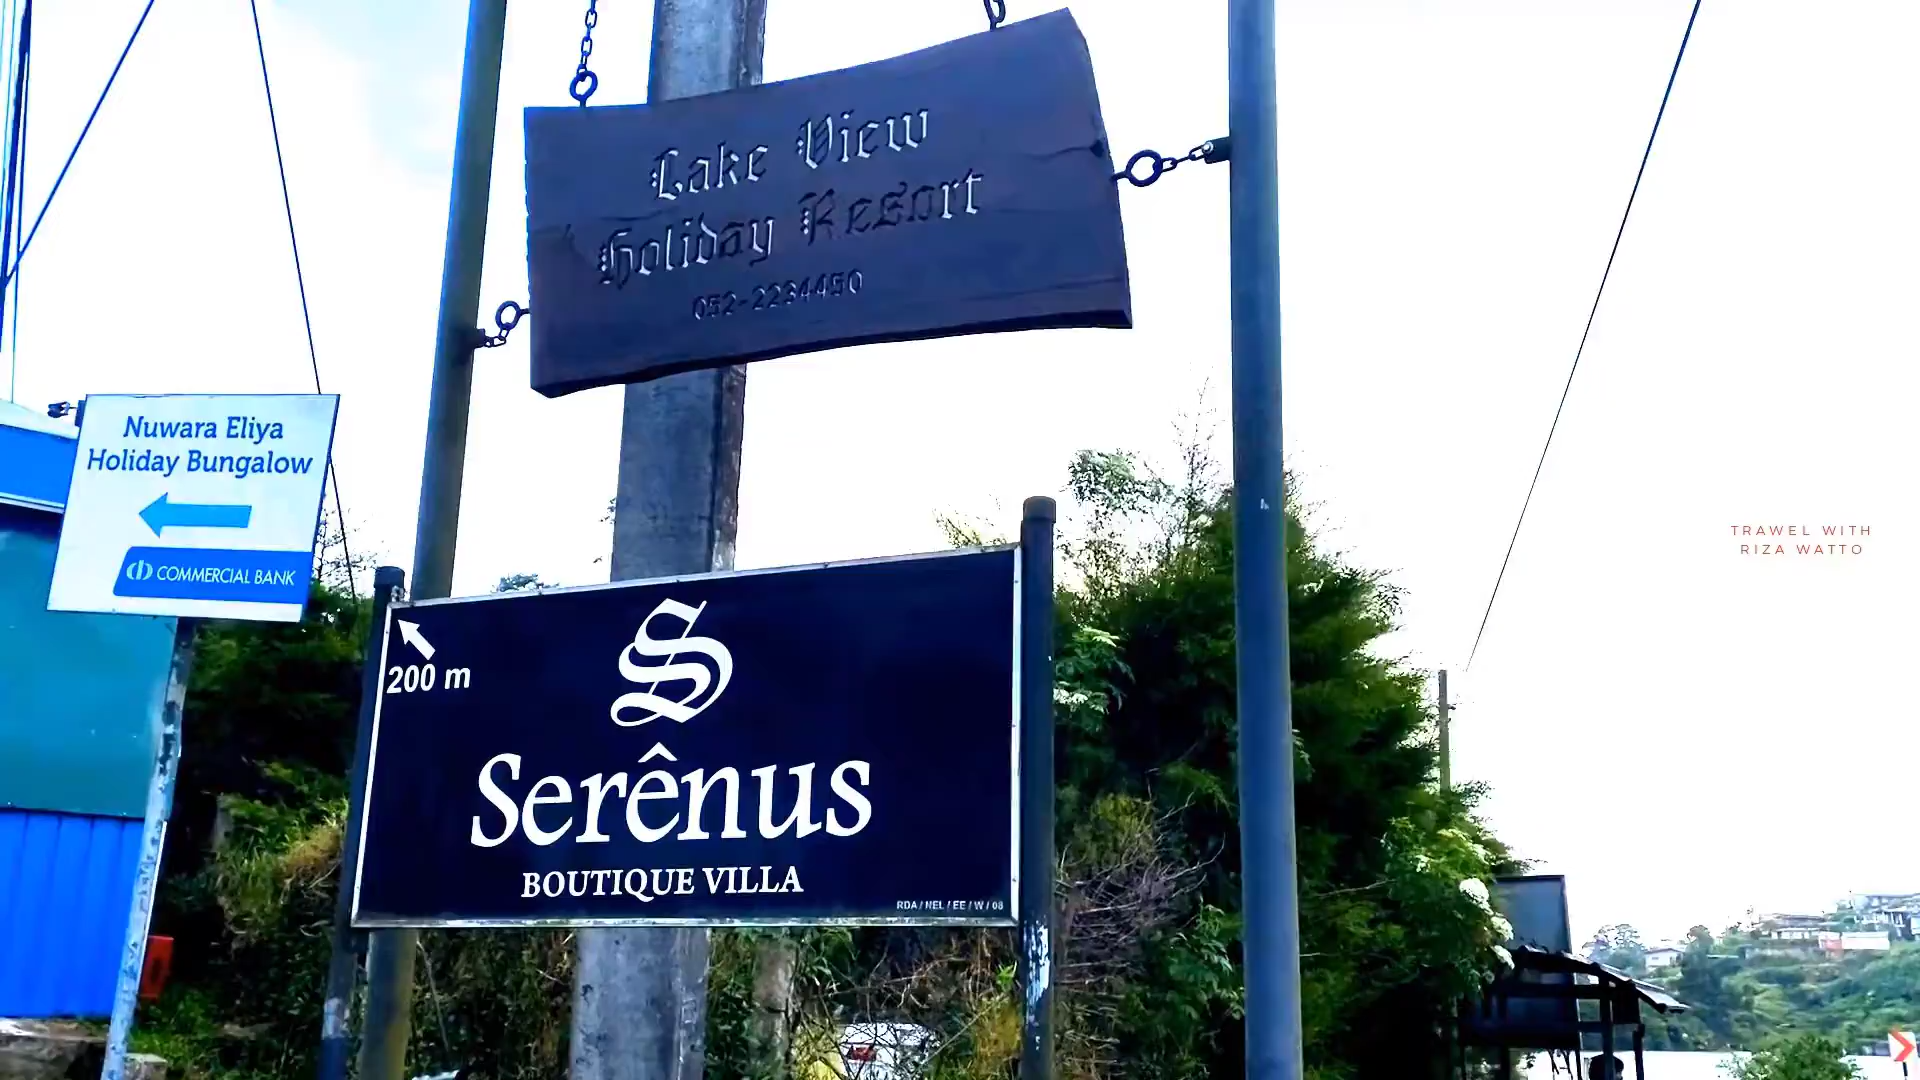 Lake View
Holiday Resort
052-2234450
Nuwara Eliya
Holiday Bungalow
COMMERCIAL BANK
200 m
S
Serênus
BOUTIQUE VILLA
RDA / NEL / EE / W / 08
TRAWEL WITH
RIZA WATTO